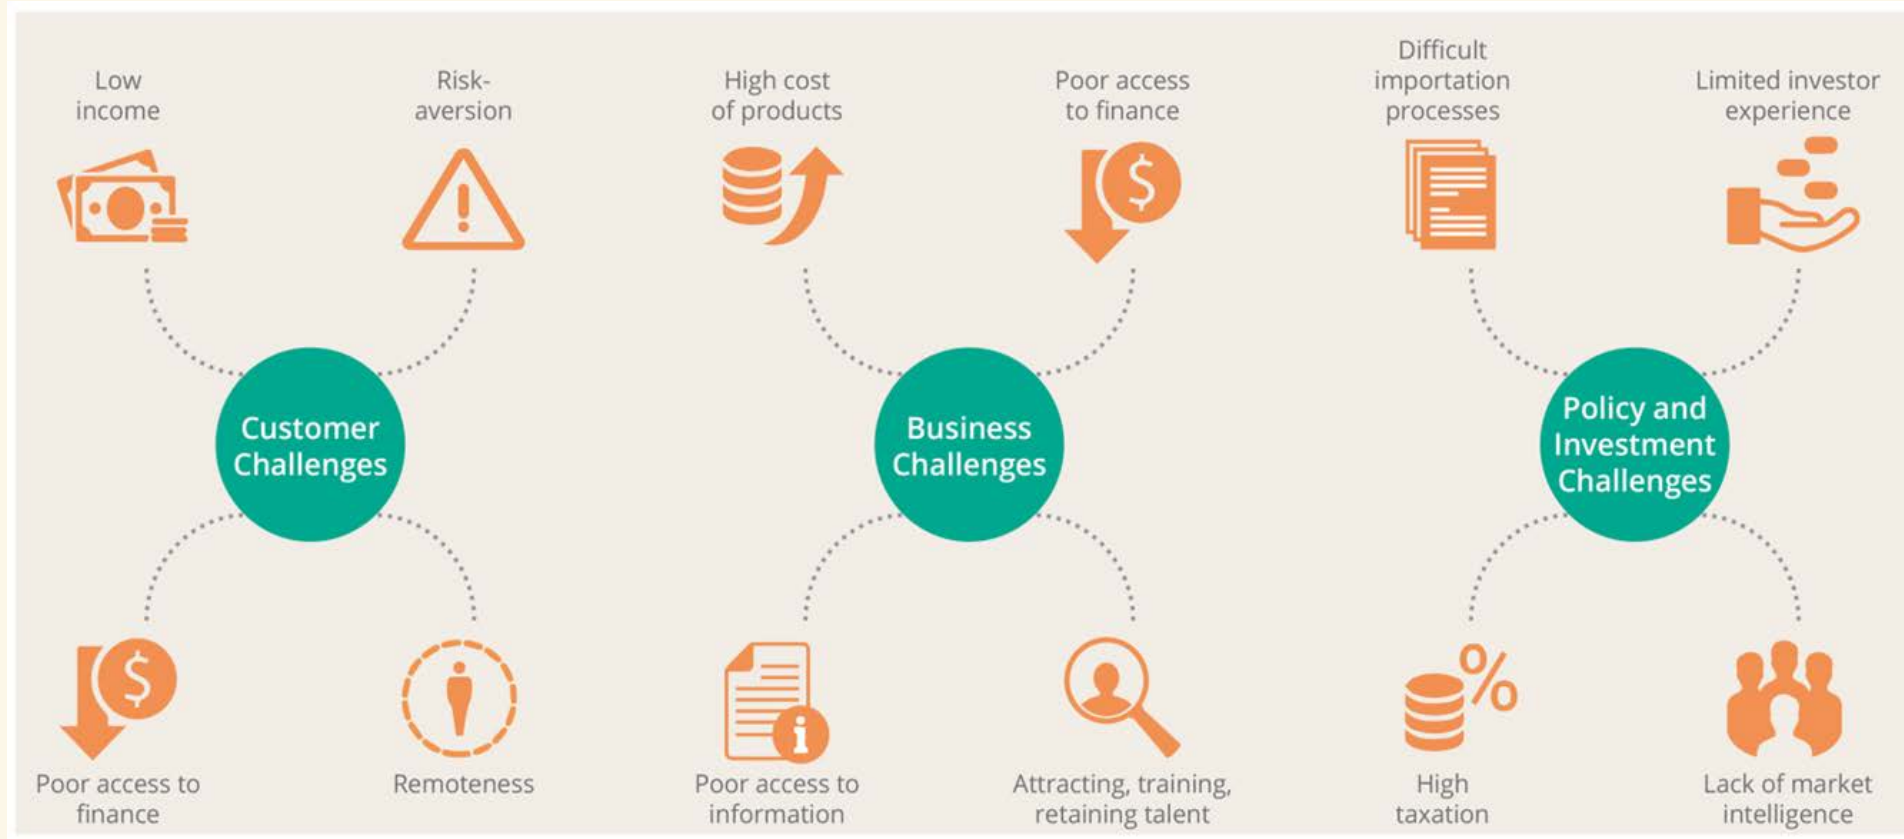 Low
income
Risk-
aversion
Customer
Challenges
Poor access to
finance
Remoteness
High cost
of products
Poor access
to finance
$
Business
Challenges
Poor access to
information
i
Attracting, training,
retaining talent
Difficult
importation
processes
Limited investor
experience
Policy and
Investment
Challenges
%
High
taxation
Lack of market
intelligence
$
!